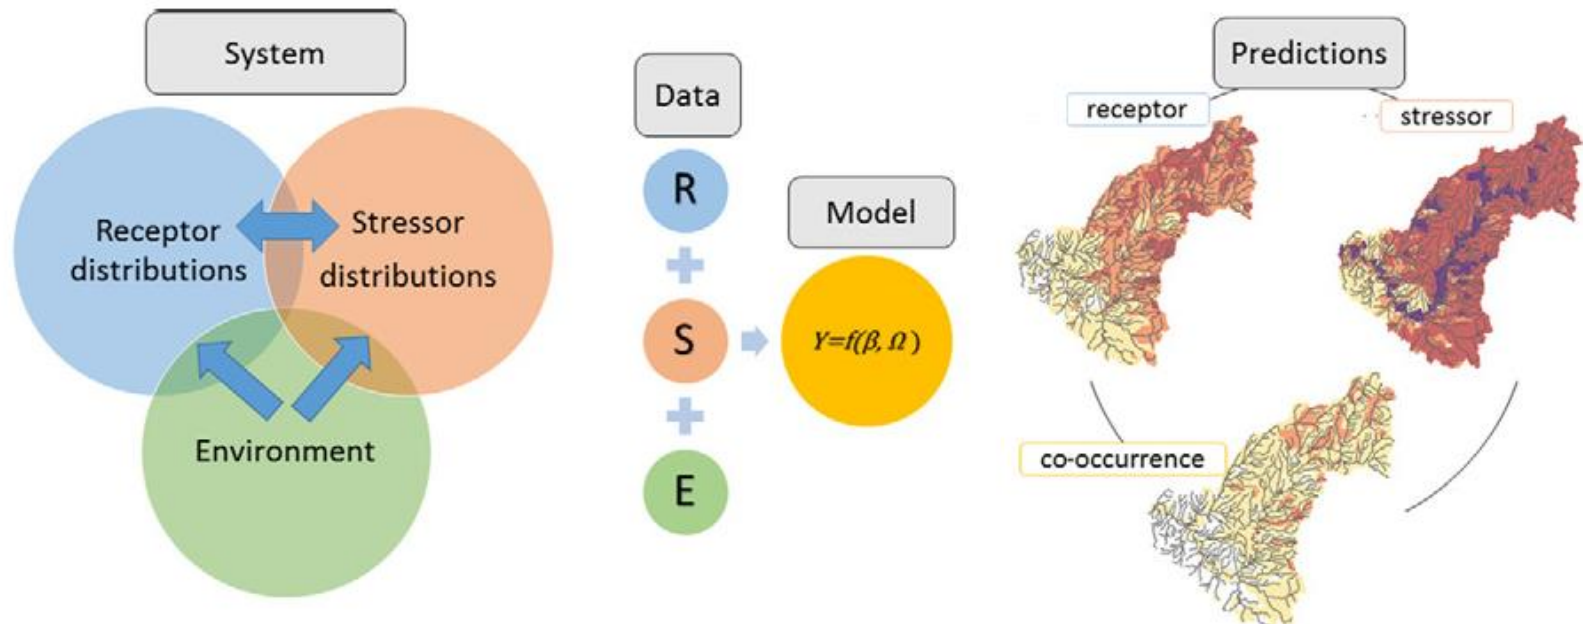 System
Receptor
distributions
Stressor
distributions
Environment
Data
R
S
E
Model
Y=f(β, Ω )
Predictions
receptor
stressor
co-occurrence